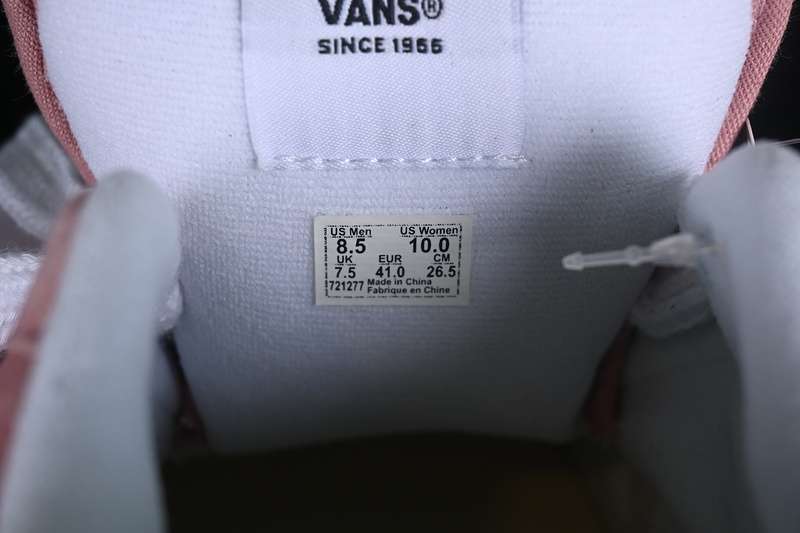 VANS®
SINCE 1966
US Men US Women
8.5 10.0
UK EUR CM
7.5 41.0 26.5
721277 Made in China
Fabrique en Chine